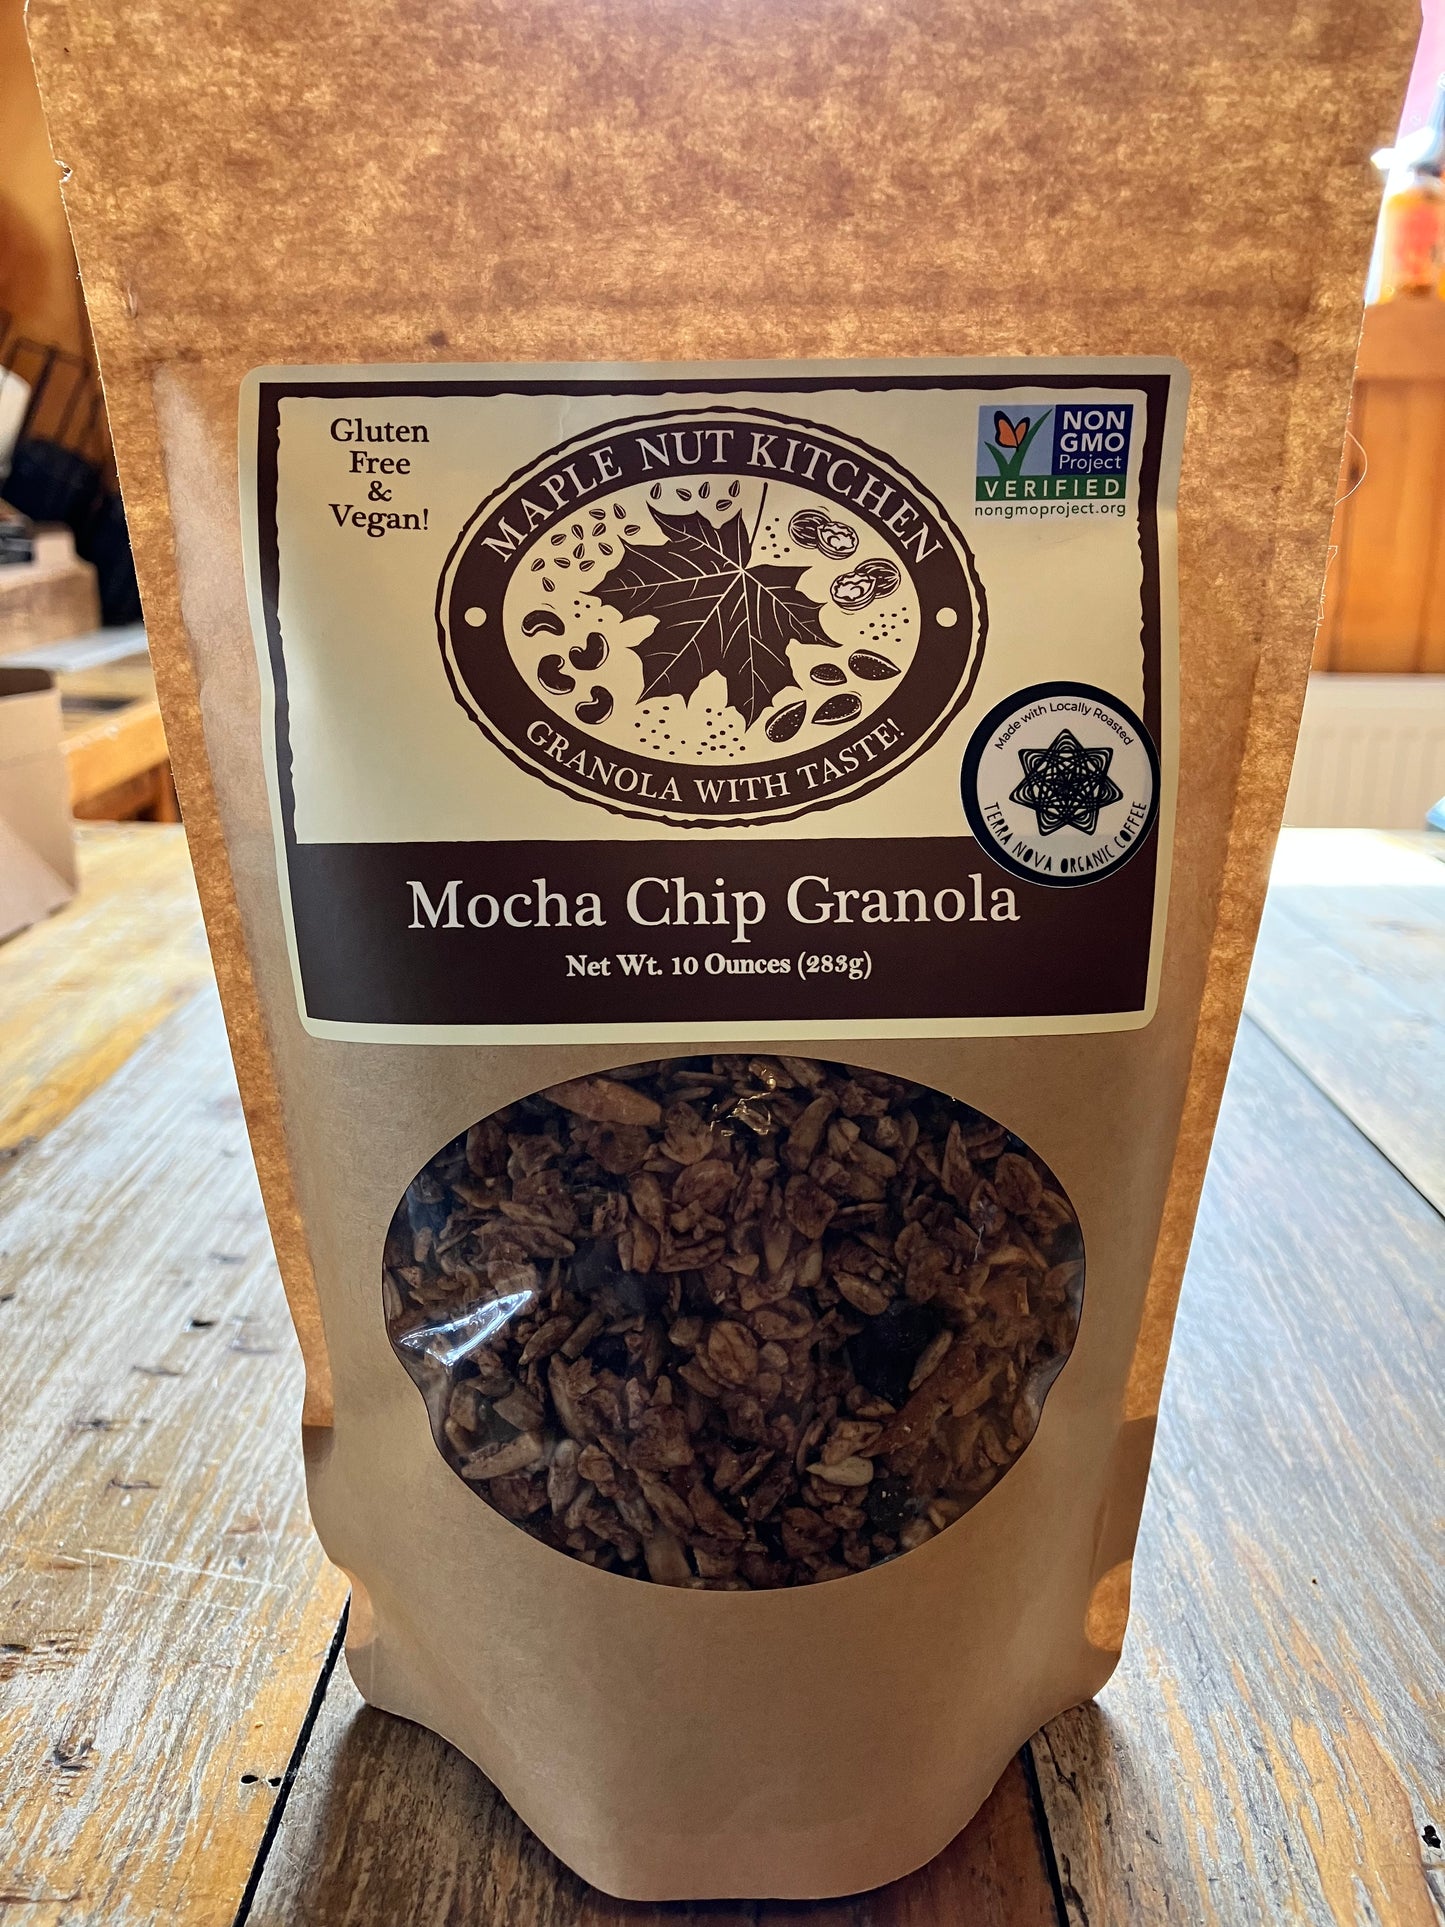 Gluten
Free
&
Vegan!
MAPLE NUT KITCHEN
GRANOLA WITH TASTE!
NON
GMO
Project
VERIFIED
nongmoproject.org
Made with Locally Roasted
TERRA NOVA ORGANIC COFFEE
Mocha Chip Granola
Net Wt. 10 Ounces (283g)